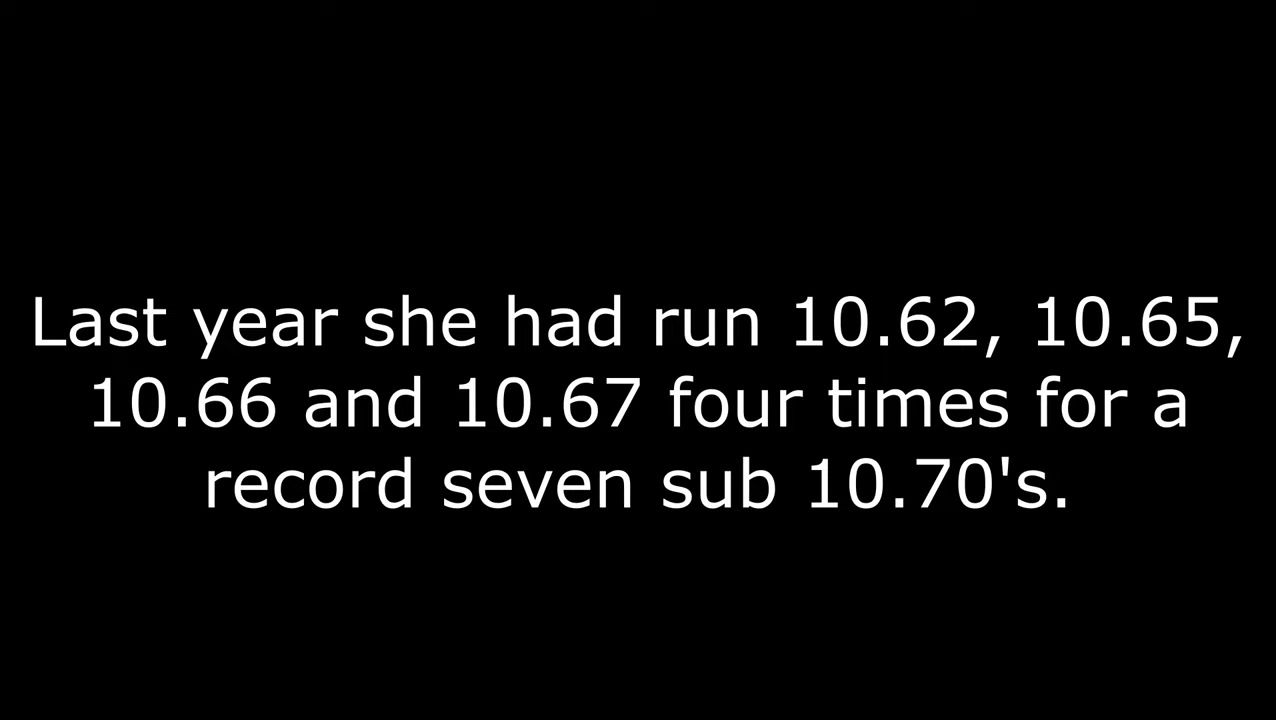 Last year she had run 10.62, 10.65,
10.66 and 10.67 four times for a
record seven sub 10.70's.